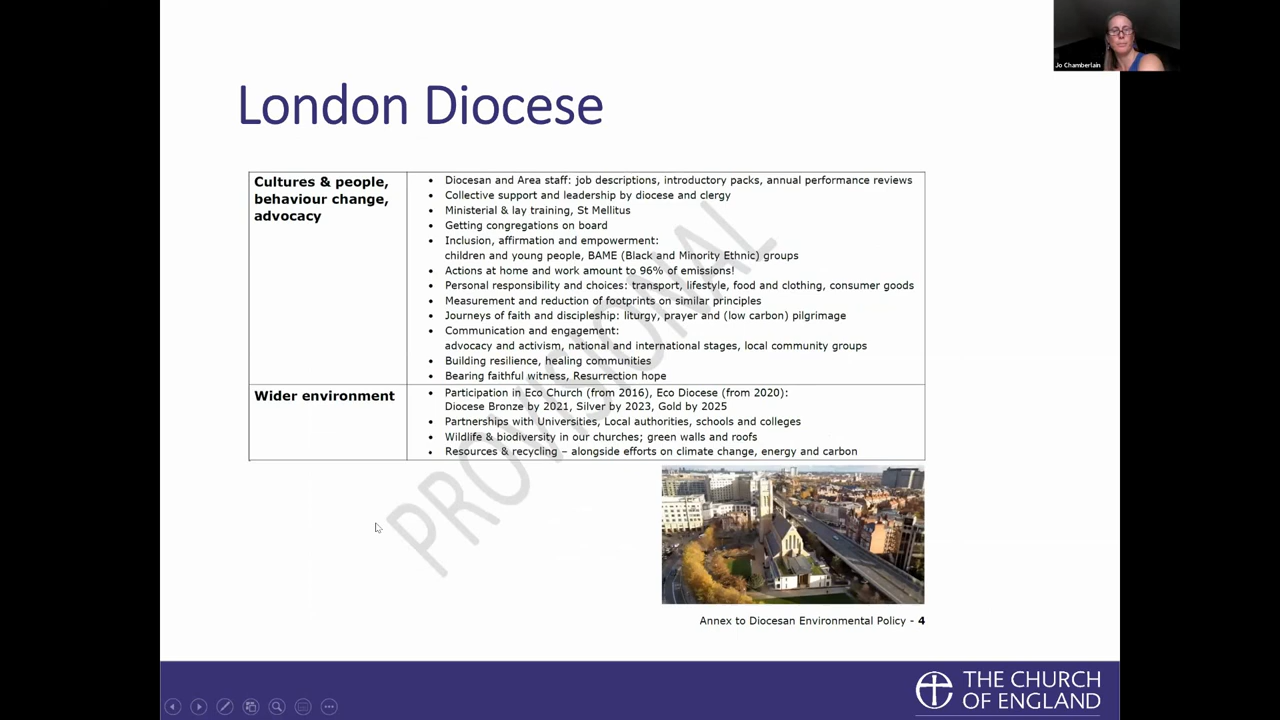 Jo Chamberlain
London Diocese
Cultures & people,
behaviour change,
advocacy
• Diocesan and Area staff: job descriptions, introductory packs, annual performance reviews
• Collective support and leadership by diocese and clergy
• Ministerial & lay training, St Mellitus
• Getting congregations on board
• Inclusion, affirmation and empowerment:
children and young people, BAME (Black and Minority Ethnic) groups
• Actions at home and work amount to 96% of emissions!
• Personal responsibility and choices: transport, lifestyle, food and clothing, consumer goods
• Measurement and reduction of footprints on similar principles
• Journeys of faith and discipleship: liturgy, prayer and (low carbon) pilgrimage
• Communication and engagement:
advocacy and activism, national and international stages, local community groups
• Building resilience, healing communities
• Bearing faithful witness, Resurrection hope
Wider environment
• Participation in Eco Church (from 2016), Eco Diocese (from 2020):
Diocese Bronze by 2021, Silver by 2023, Gold by 2025
• Partnerships with Universities, Local authorities, schools and colleges
• Wildlife & biodiversity in our churches; green walls and roofs
• Resources & recycling – alongside efforts on climate change, energy and carbon
PROVISIONAL
Annex to Diocesan Environmental Policy - 4
THE CHURCH
OF ENGLAND